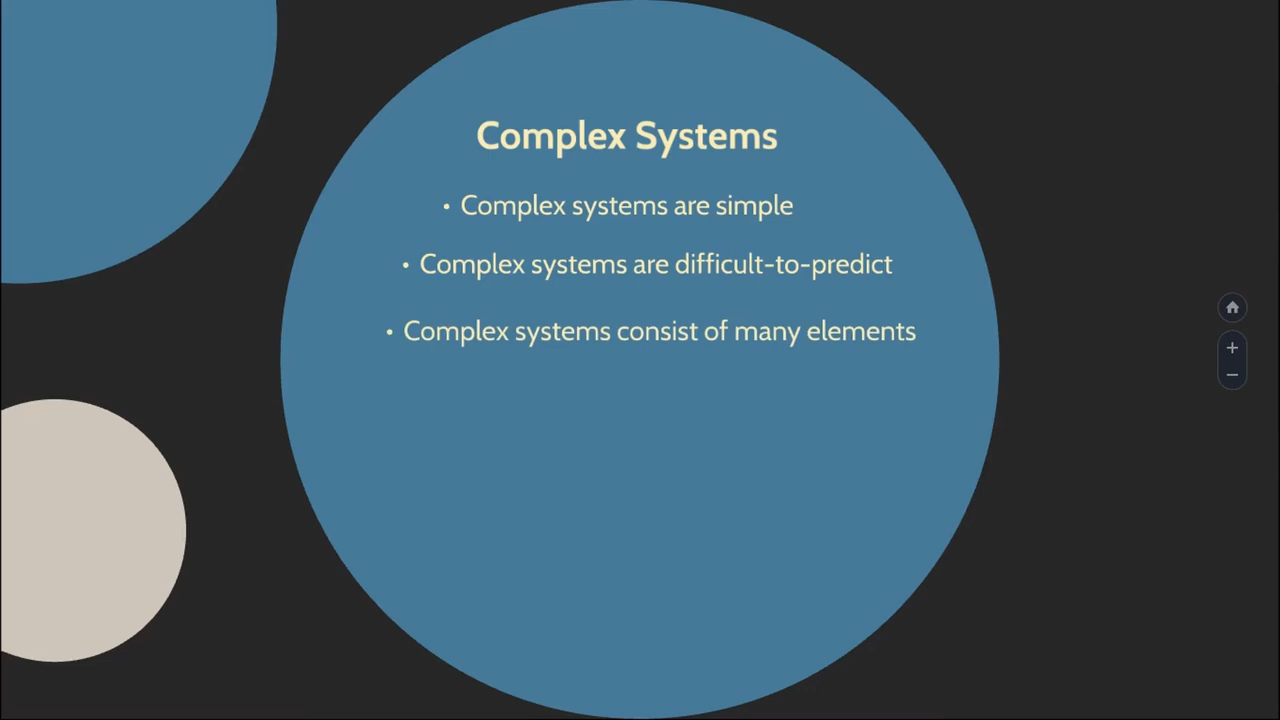 Complex Systems
• Complex systems are simple
• Complex systems are difficult-to-predict
• Complex systems consist of many elements